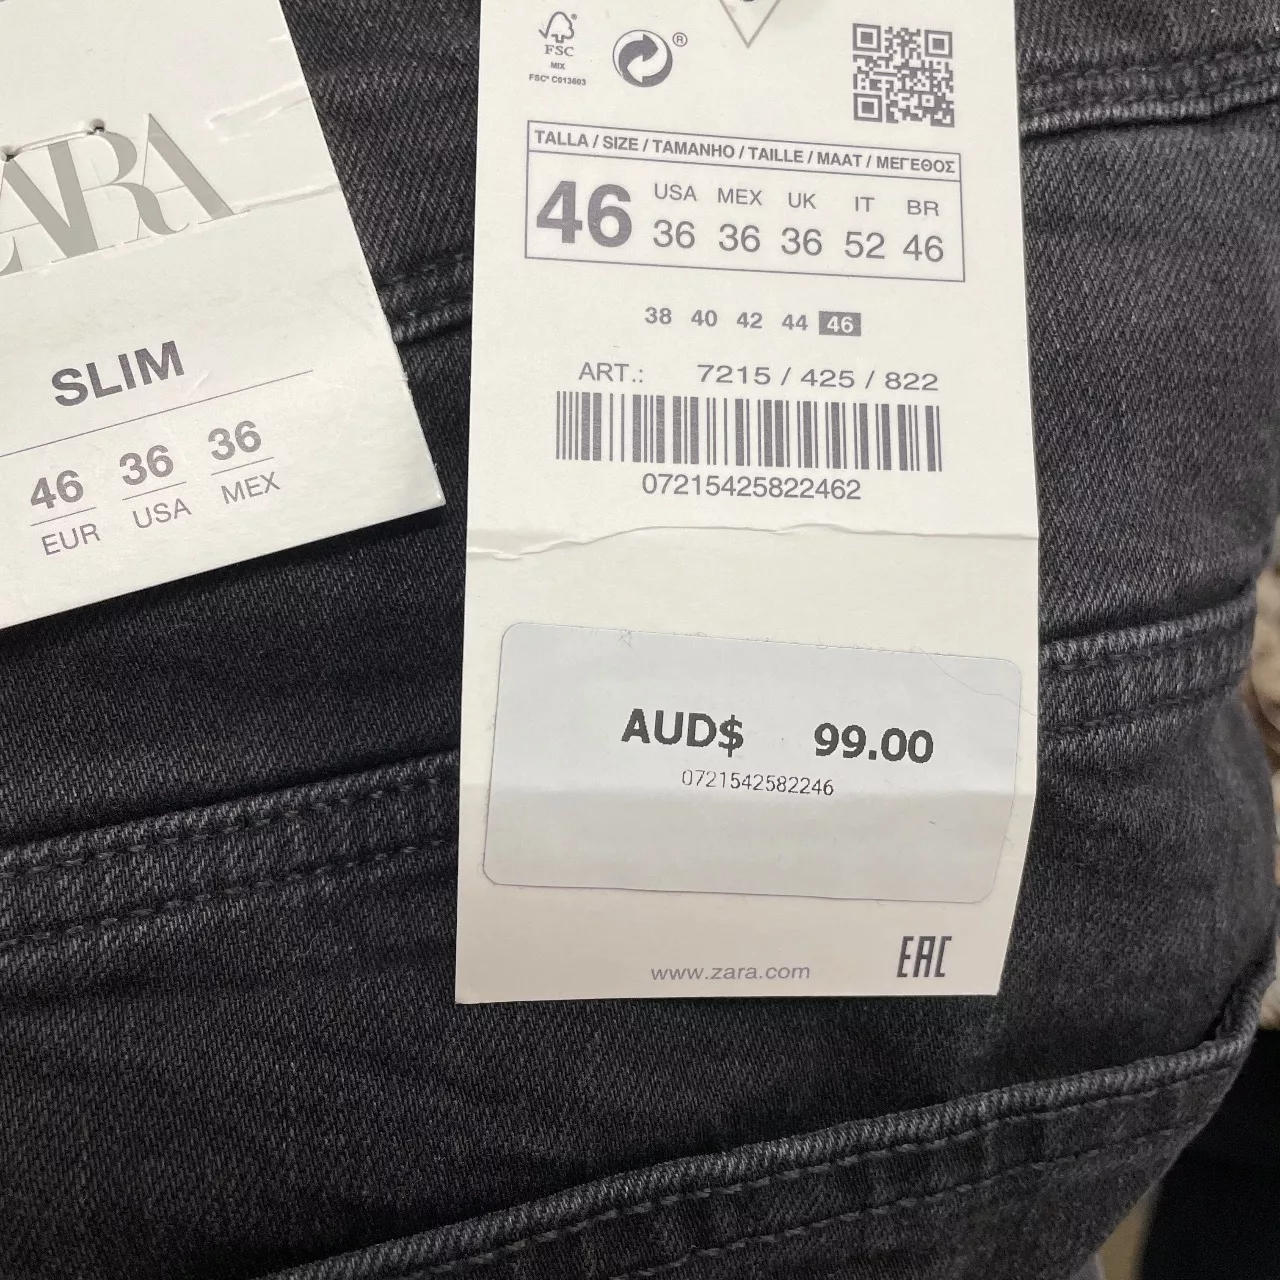 ZARA
SLIM
46 36 36
EUR USA MEX
FSC
MIX
FSC® C013603
®
TALLA / SIZE / TAMANHO / TAILLE / MAAT / ΜΕΓΕΘΟΣ
46
USA MEX UK IT BR
36 36 36 52 46
38 40 42 44 46
ART.: 7215 / 425 / 822
07215425822462
AUD$ 99.00
0721542582246
www.zara.com
EAC